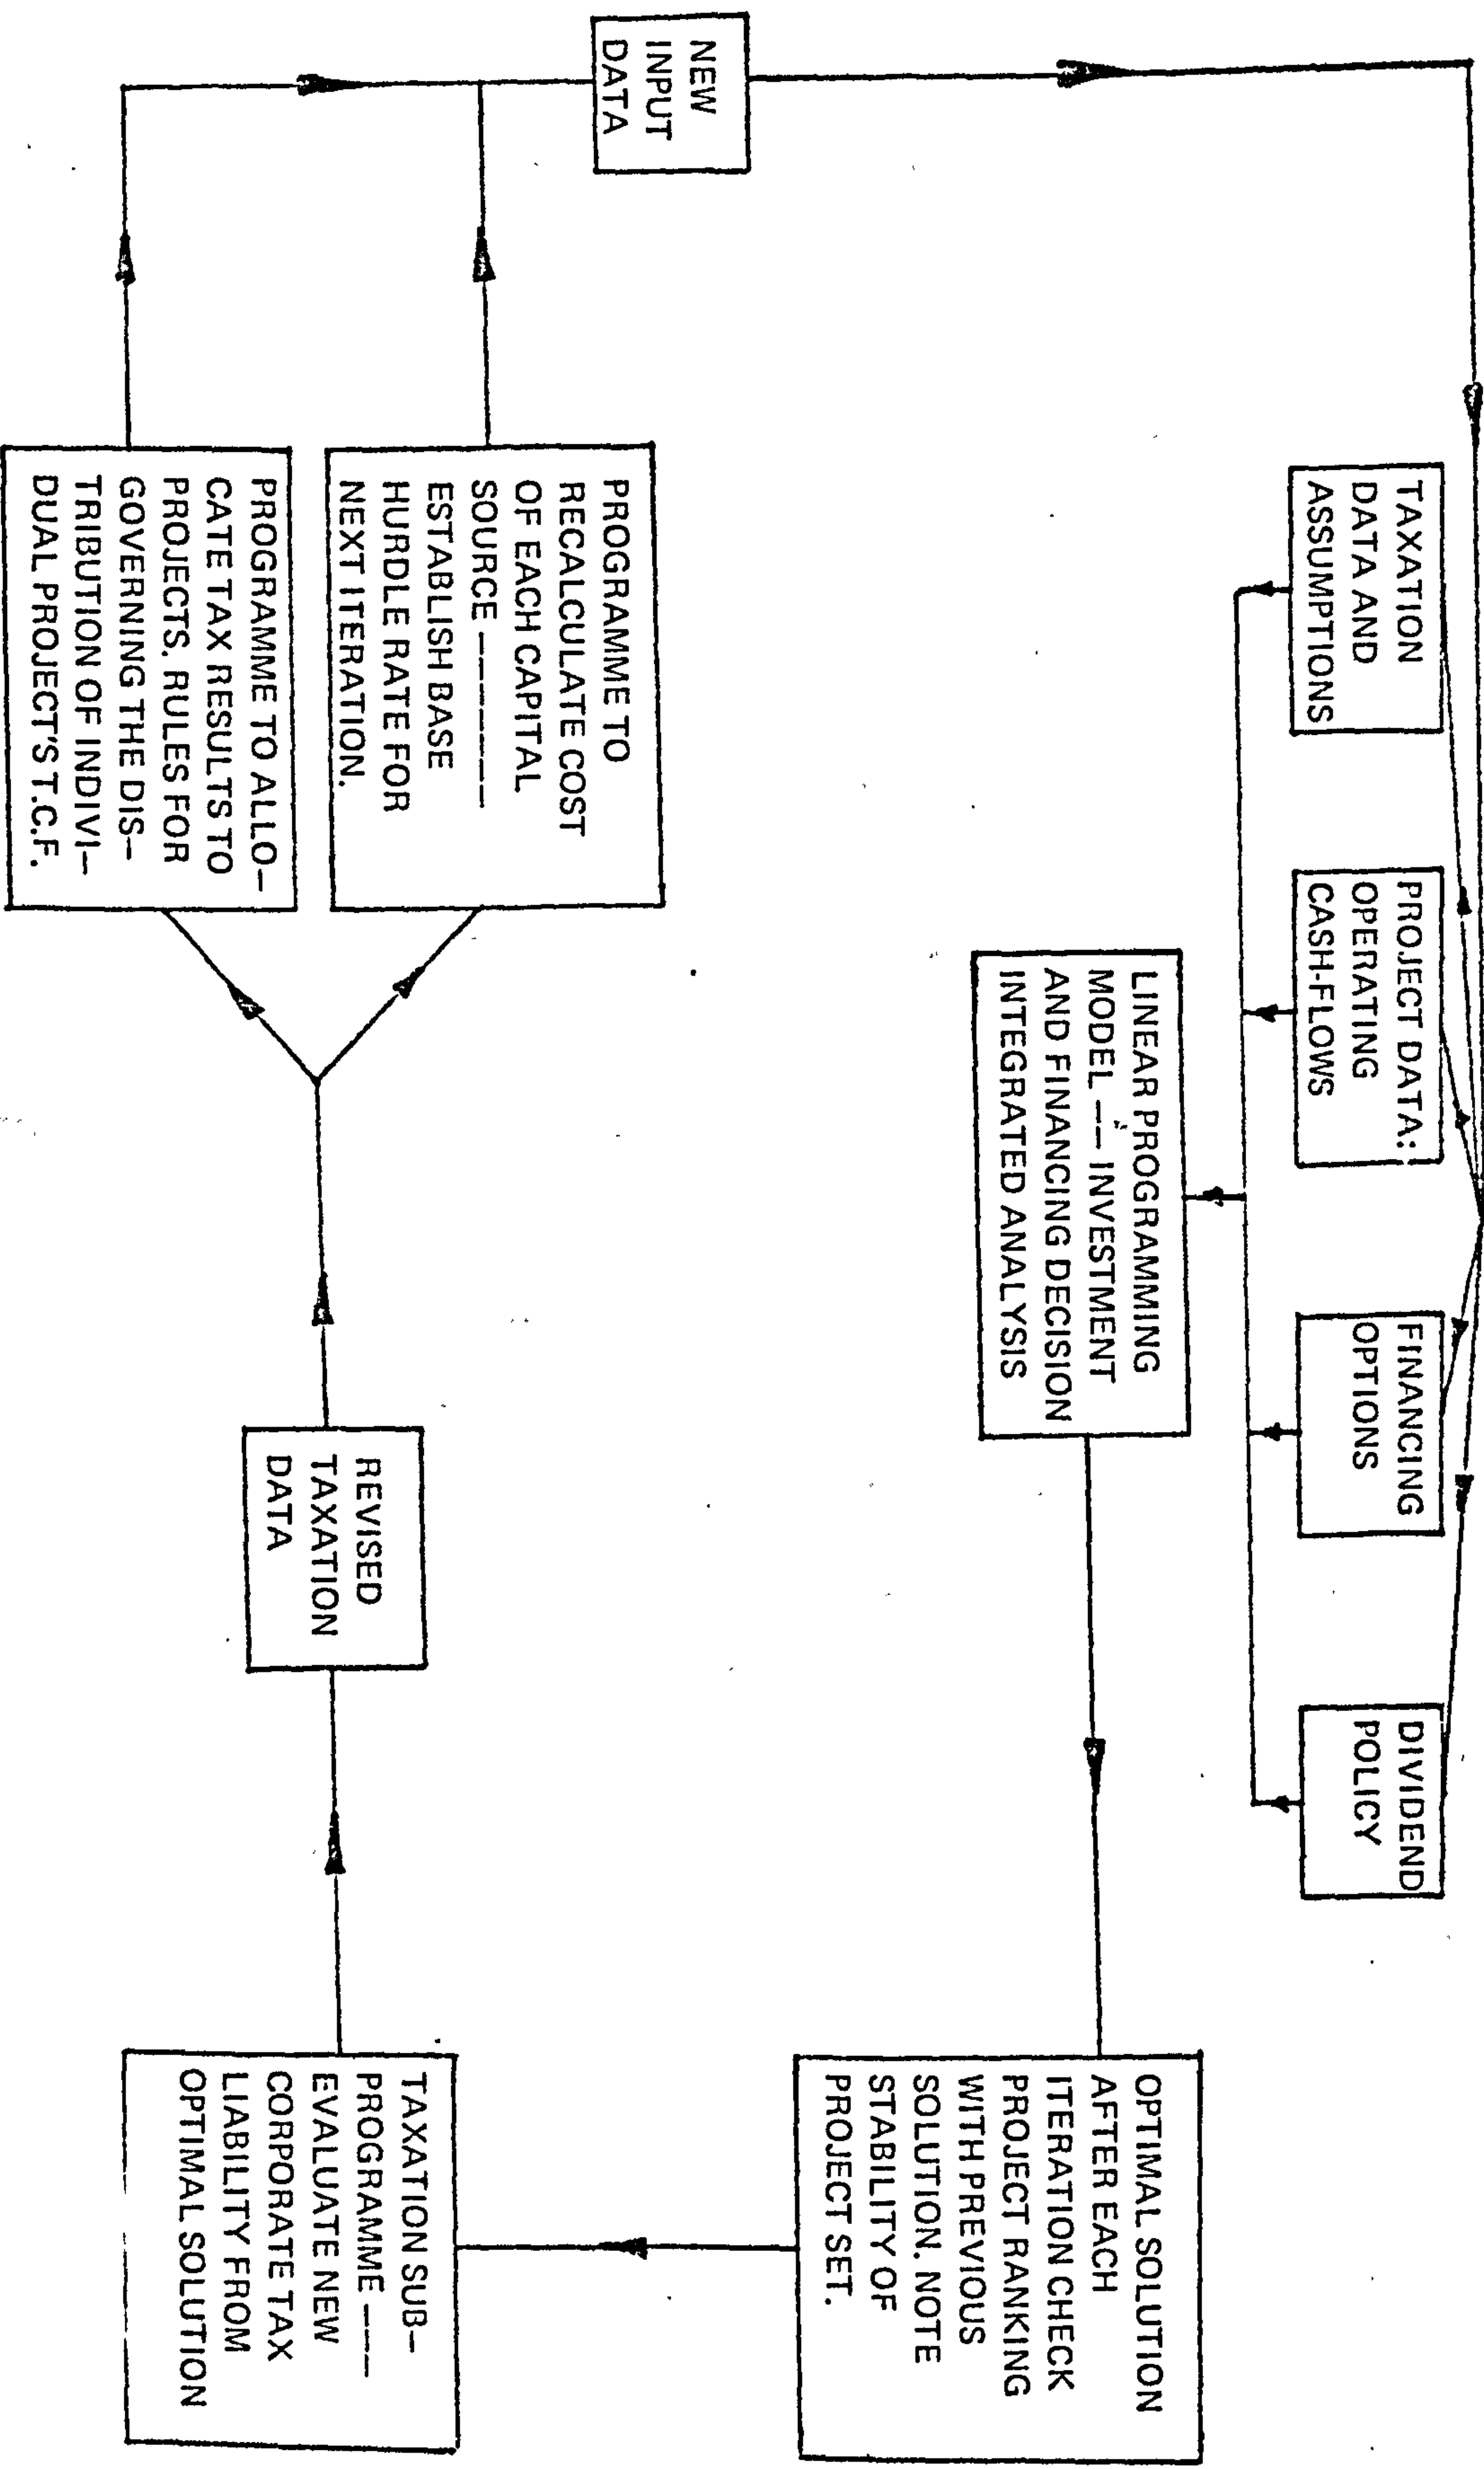 TAXATION
DATA AND
ASSUMPTIONS
PROJECT DATA:
OPERATING
CASH-FLOWS
FINANCING
OPTIONS
DIVIDEND
POLICY
LINEAR PROGRAMMING
MODEL –– INVESTMENT
AND FINANCING DECISION
INTEGRATED ANALYSIS
OPTIMAL SOLUTION
AFTER EACH
ITERATION CHECK
PROJECT RANKING
WITH PREVIOUS
SOLUTION. NOTE
STABILITY OF
PROJECT SET.
TAXATION SUB–
PROGRAMME –––
EVALUATE NEW
CORPORATE TAX
LIABILITY FROM
OPTIMAL SOLUTION
REVISED
TAXATION
DATA
PROGRAMME TO
RECALCULATE COST
OF EACH CAPITAL
SOURCE ––––––
ESTABLISH BASE
HURDLE RATE FOR
NEXT ITERATION.
PROGRAMME TO ALLO–
CATE TAX RESULTS TO
PROJECTS. RULES FOR
GOVERNING THE DIS–
TRIBUTION OF INDIVI–
DUAL PROJECT'S T.C.F.
NEW
INPUT
DATA